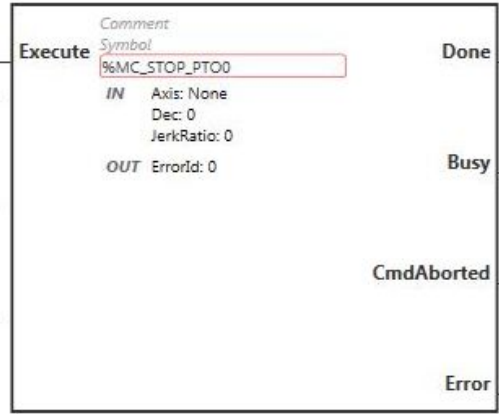 Comment
Execute Symbol Done
%MC_STOP_PTO0
IN Axis: None
Dec: 0
JerkRatio: 0
OUT ErrorId: 0 Busy
CmdAborted
Error